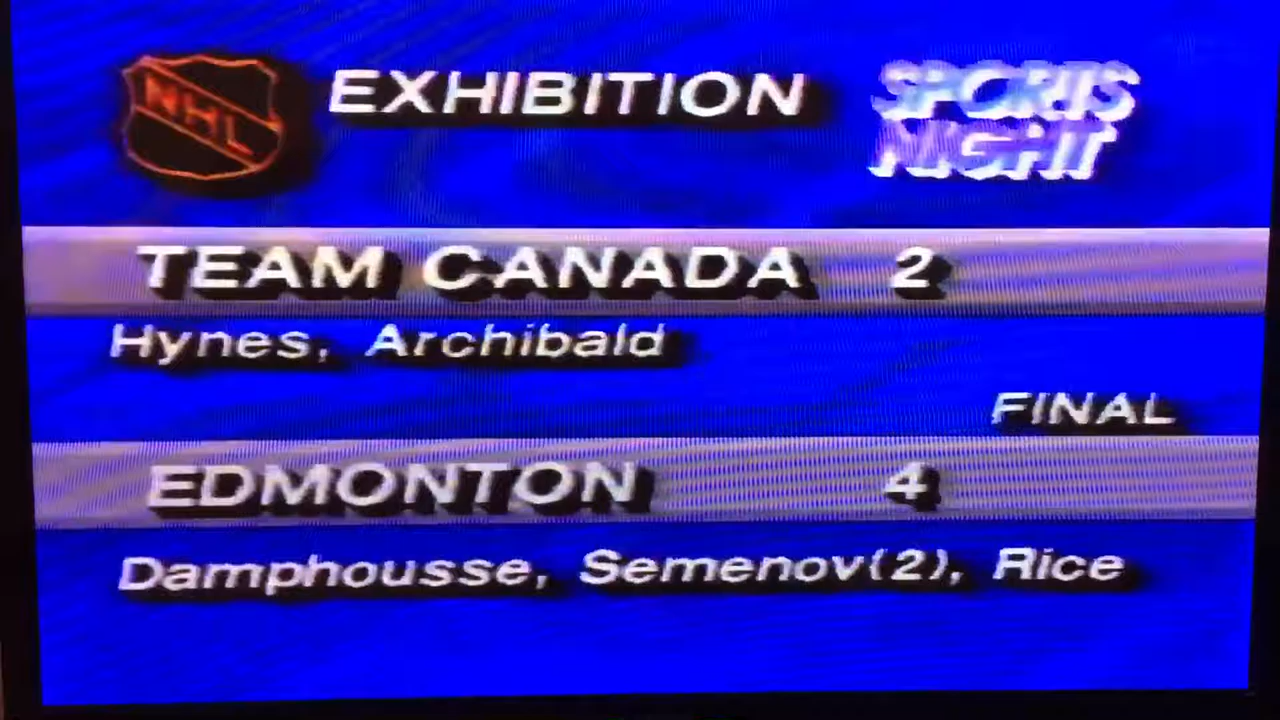 NHL EXHIBITION SPORTS
NIGHT
TEAM CANADA 2
Hynes, Archibald
FINAL
EDMONTON 4
Damphousse, Semenov(2), Rice